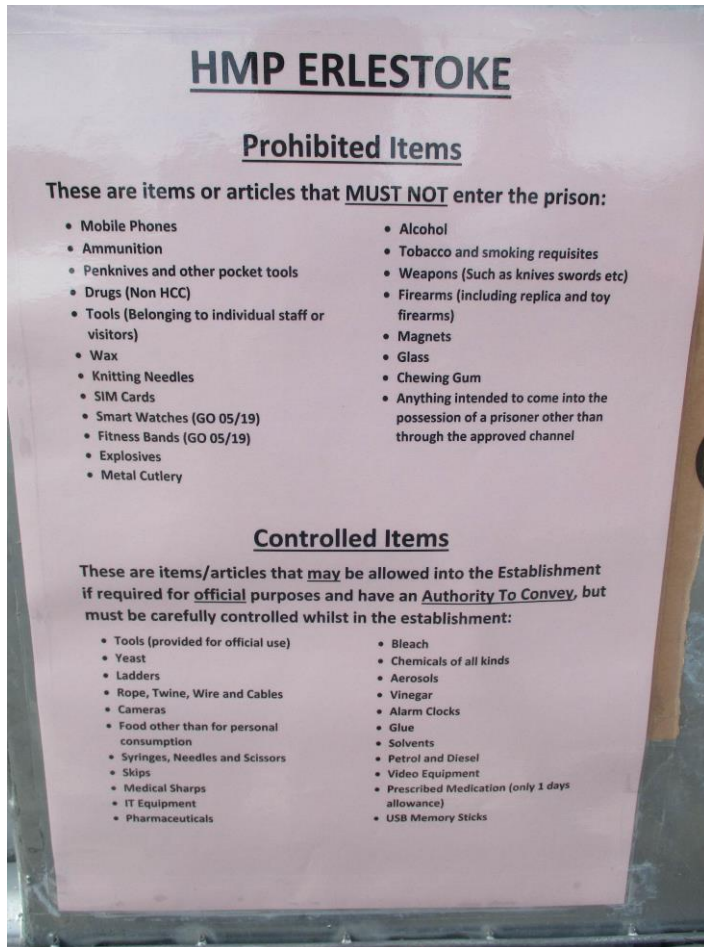 HMP ERLESTOKE
Prohibited Items
These are items or articles that MUST NOT enter the prison:
• Mobile Phones
• Ammunition
• Penknives and other pocket tools
• Drugs (Non HCC)
• Tools (Belonging to individual staff or
visitors)
• Wax
• Knitting Needles
• SIM Cards
• Smart Watches (GO 05/19)
• Fitness Bands (GO 05/19)
• Explosives
• Metal Cutlery
• Alcohol
• Tobacco and smoking requisites
• Weapons (Such as knives swords etc)
• Firearms (including replica and toy
firearms)
• Magnets
• Glass
• Chewing Gum
• Anything intended to come into the
possession of a prisoner other than
through the approved channel
Controlled Items
These are items/articles that may be allowed into the Establishment
if required for official purposes and have an Authority To Convey, but
must be carefully controlled whilst in the establishment:
• Tools (provided for official use)
• Yeast
• Ladders
• Rope, Twine, Wire and Cables
• Cameras
• Food other than for personal
consumption
• Syringes, Needles and Scissors
• Skips
• Medical Sharps
• IT Equipment
• Pharmaceuticals
• Bleach
• Chemicals of all kinds
• Aerosols
• Vinegar
• Alarm Clocks
• Glue
• Solvents
• Petrol and Diesel
• Video Equipment
• Prescribed Medication (only 1 days
allowance)
• USB Memory Sticks